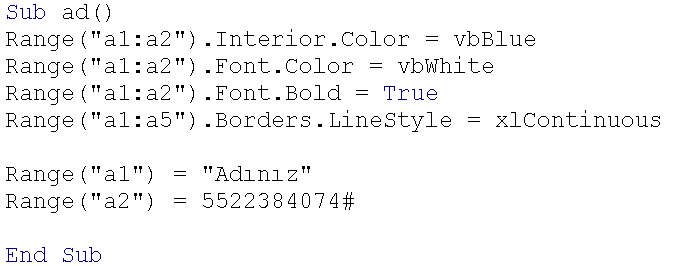 Sub ad()
Range("a1:a2").Interior.Color = vbBlue
Range("a1:a2").Font.Color = vbWhite
Range("a1:a2").Font.Bold = True
Range("a1:a5").Borders.LineStyle = xlContinuous
Range("a1") = "Adınız"
Range("a2") = 5522384074#
End Sub